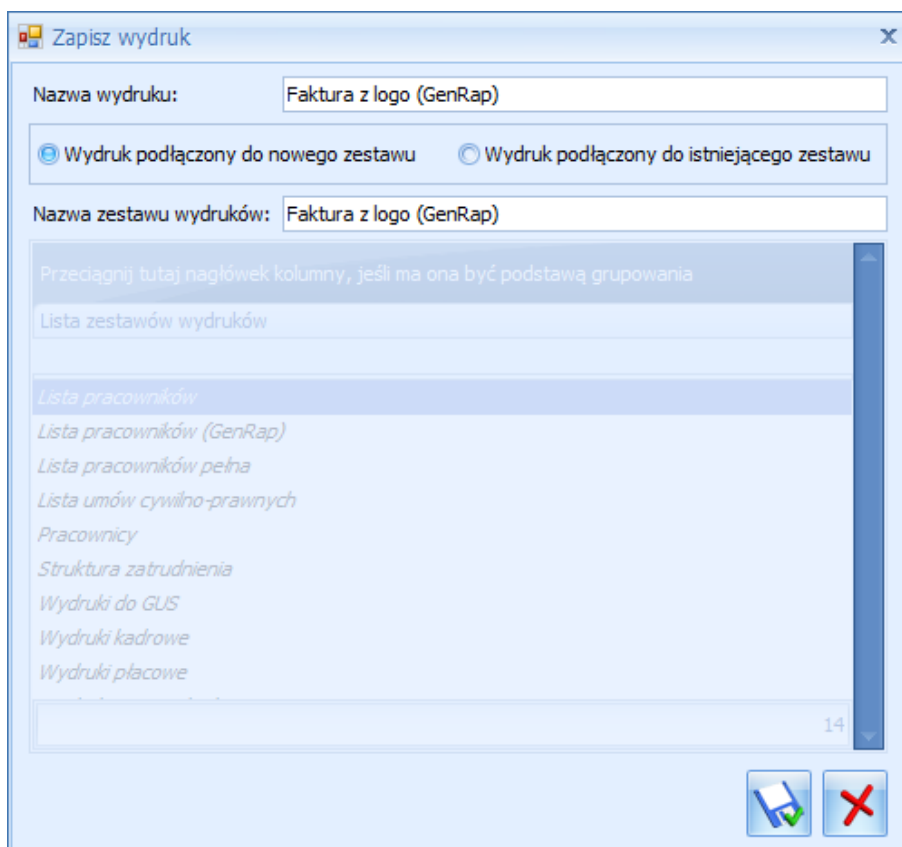 Zapisz wydruk
Nazwa wydruku: Faktura z logo (GenRap)
Wydruk podłączony do nowego zestawu Wydruk podłączony do istniejącego zestawu
Nazwa zestawu wydruków: Faktura z logo (GenRap)
Przeciągnij tutaj nagłówek kolumny, jeśli ma ona być podstawą grupowania
Lista zestawów wydruków
Lista pracowników
Lista pracowników (GenRap)
Lista pracowników pełna
Lista umów cywilno-prawnych
Pracownicy
Struktura zatrudnienia
Wydruki do GUS
Wydruki kadrowe
Wydruki płacowe
14